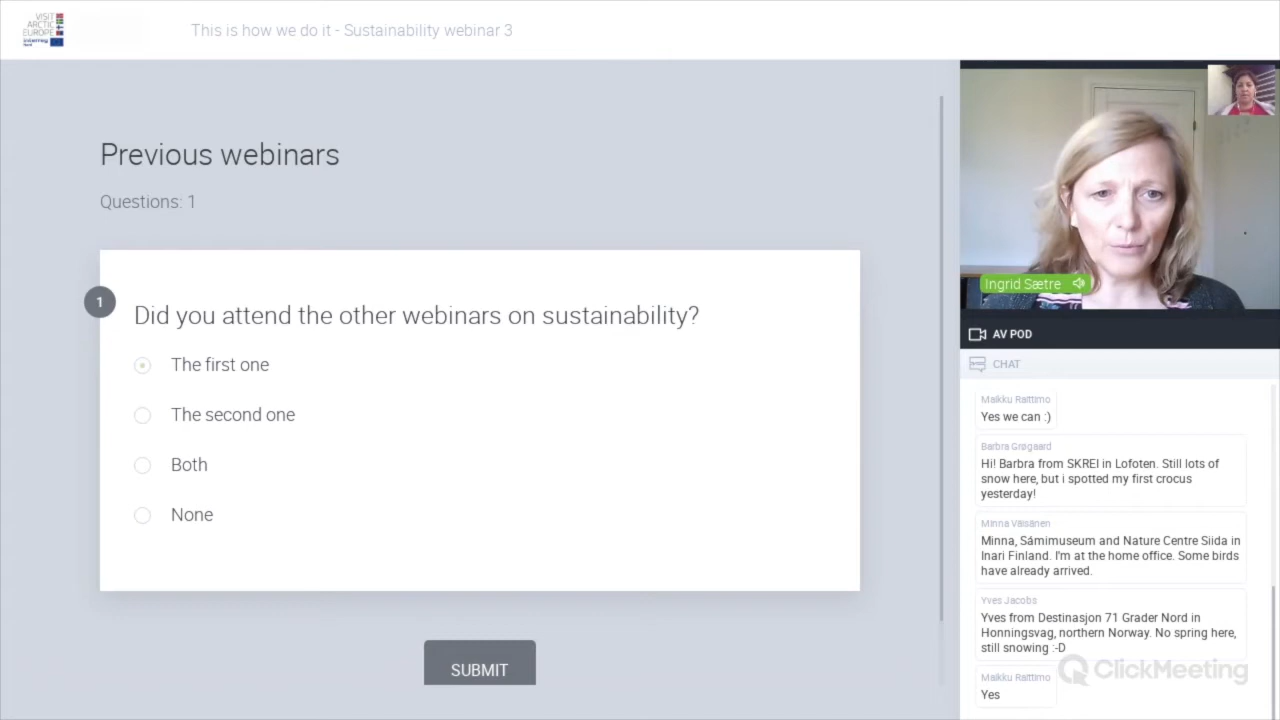 VISIT
ARCTIC
EUROPE
Interreg
Nord
This is how we do it - Sustainability webinar 3
Previous webinars
Questions: 1
1
Did you attend the other webinars on sustainability?
The first one
The second one
Both
None
SUBMIT
Ingrid Sætre
AV POD
CHAT
Maikku Raittimo
Yes we can :)
Barbra Grøgaard
Hi! Barbra from SKREI in Lofoten. Still lots of
snow here, but i spotted my first crocus
yesterday!
Minna Väisänen
Minna, Sámimuseum and Nature Centre Siida in
Inari Finland. I'm at the home office. Some birds
have already arrived.
Yves Jacobs
Yves from Destinasjon 71 Grader Nord in
Honningsvag, northern Norway. No spring here,
still snowing :-D
Maikku Raittimo
Yes
ClickMeeting